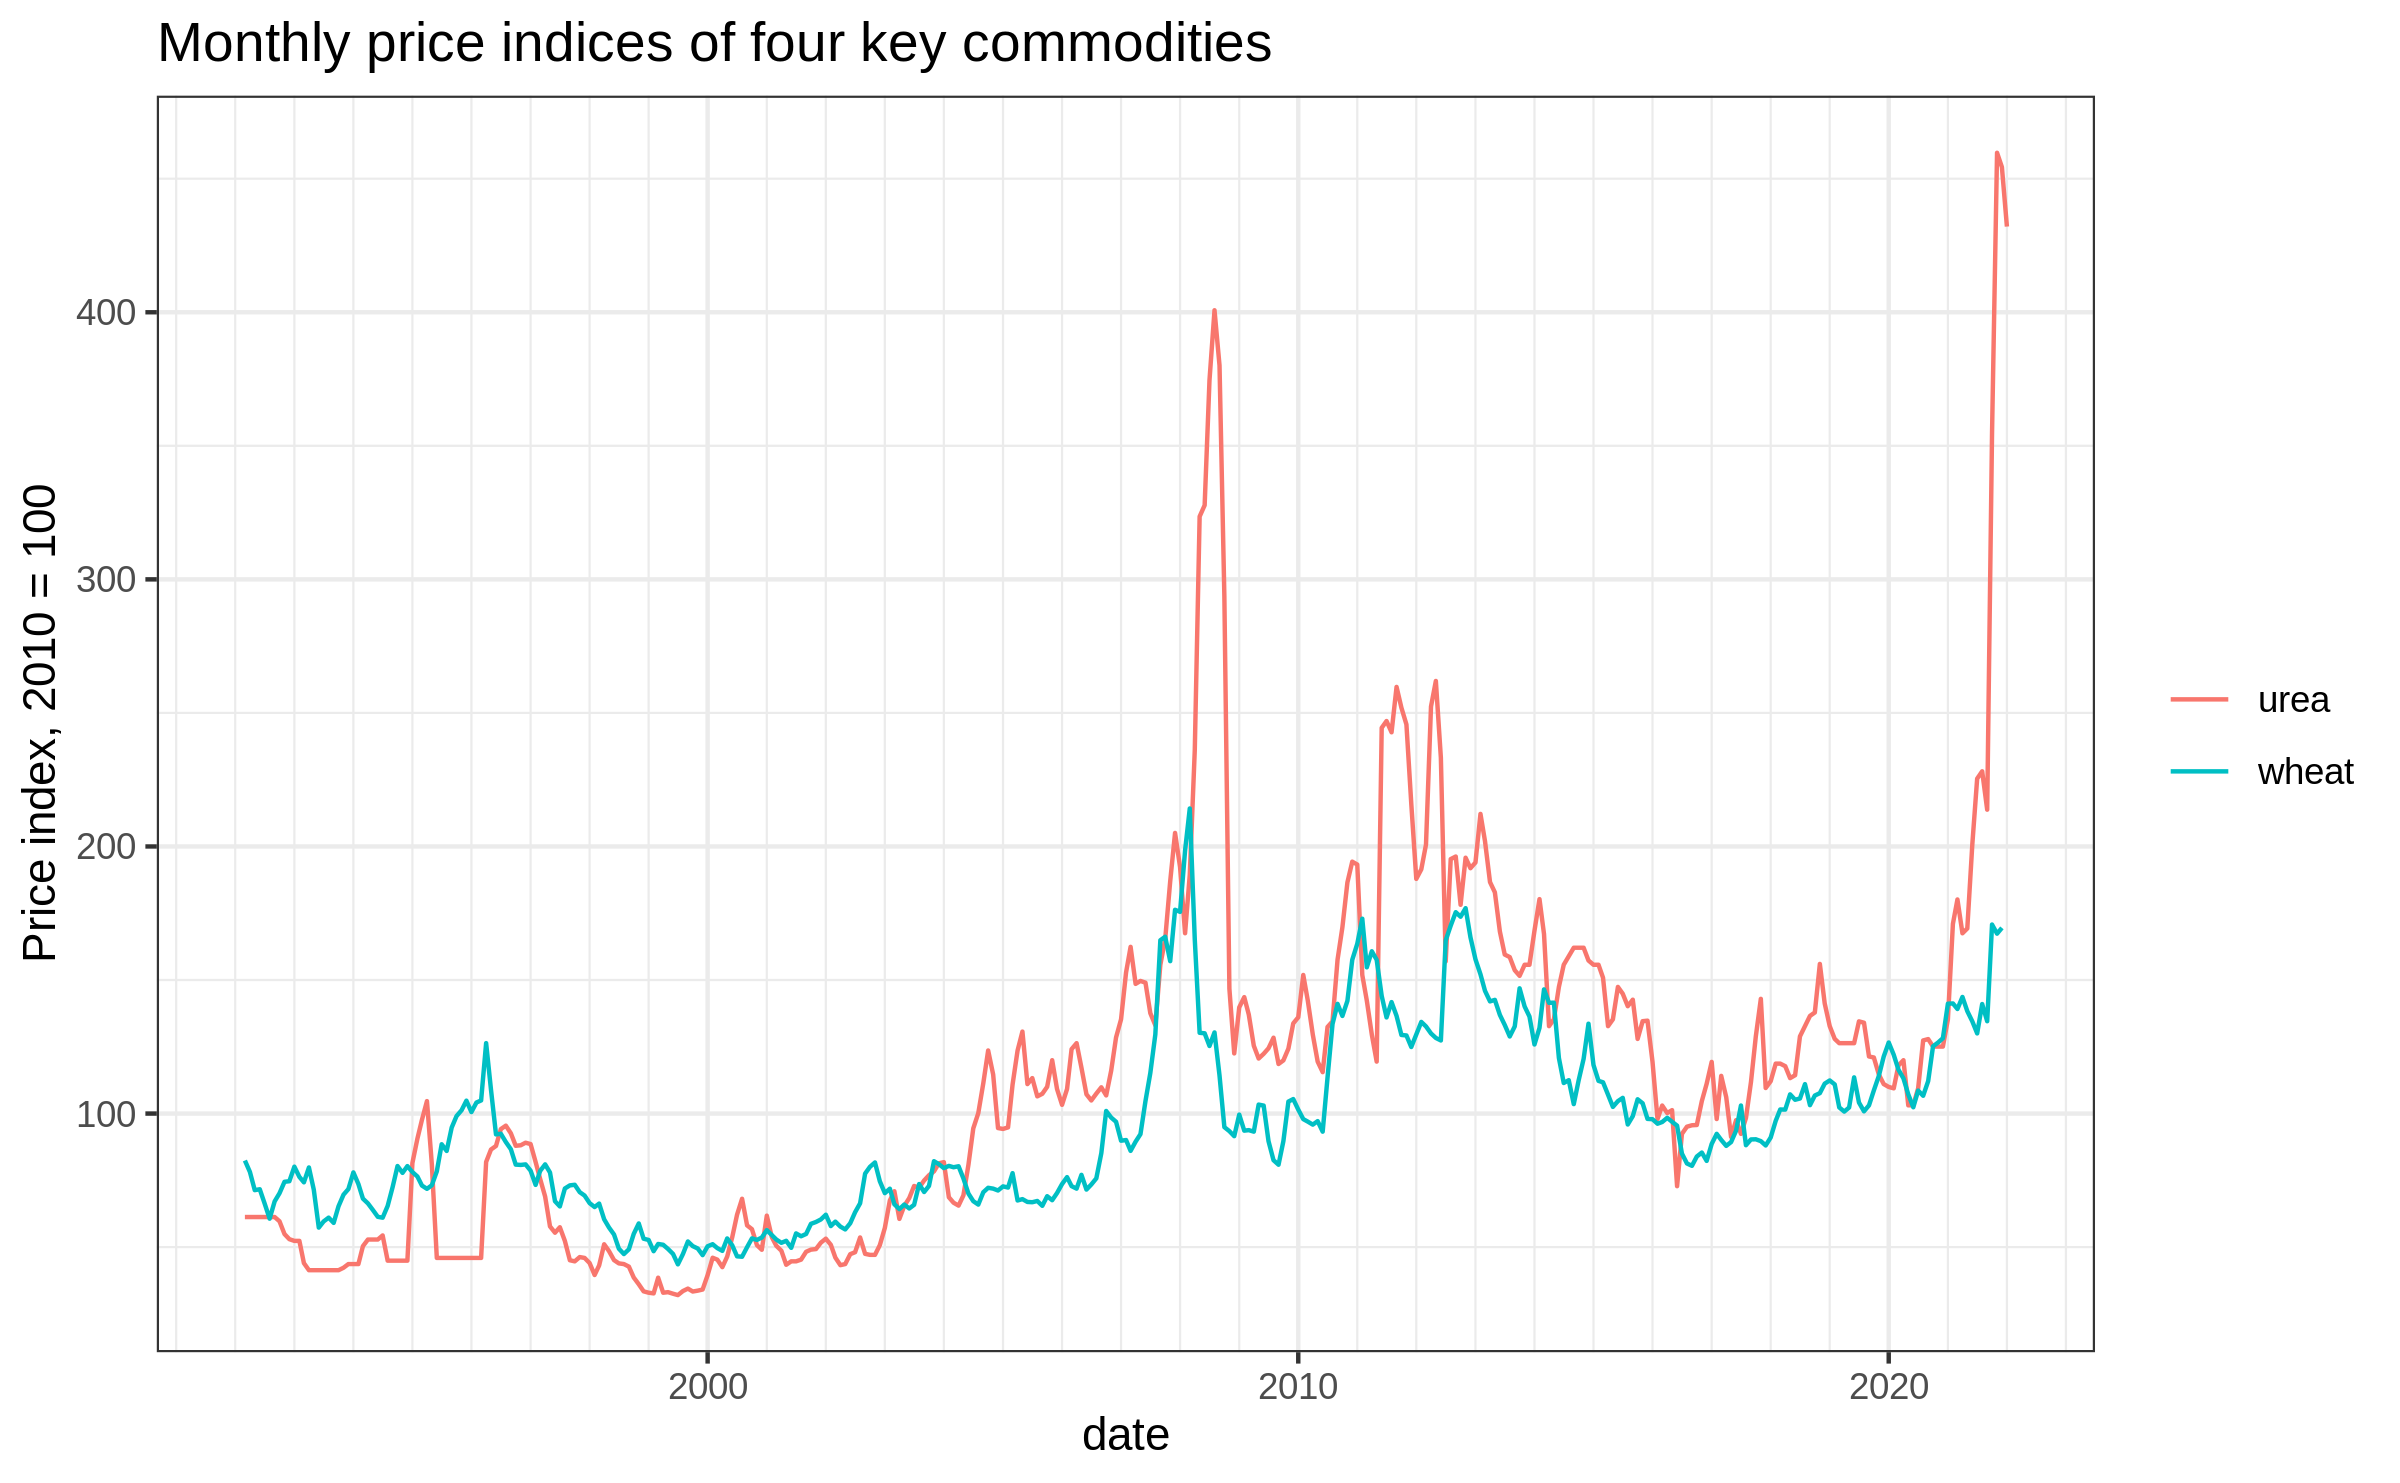 Monthly price indices of four key commodities
Price index, 2010 = 100
400
300
200
100
2000
2010
2020
date
urea
wheat